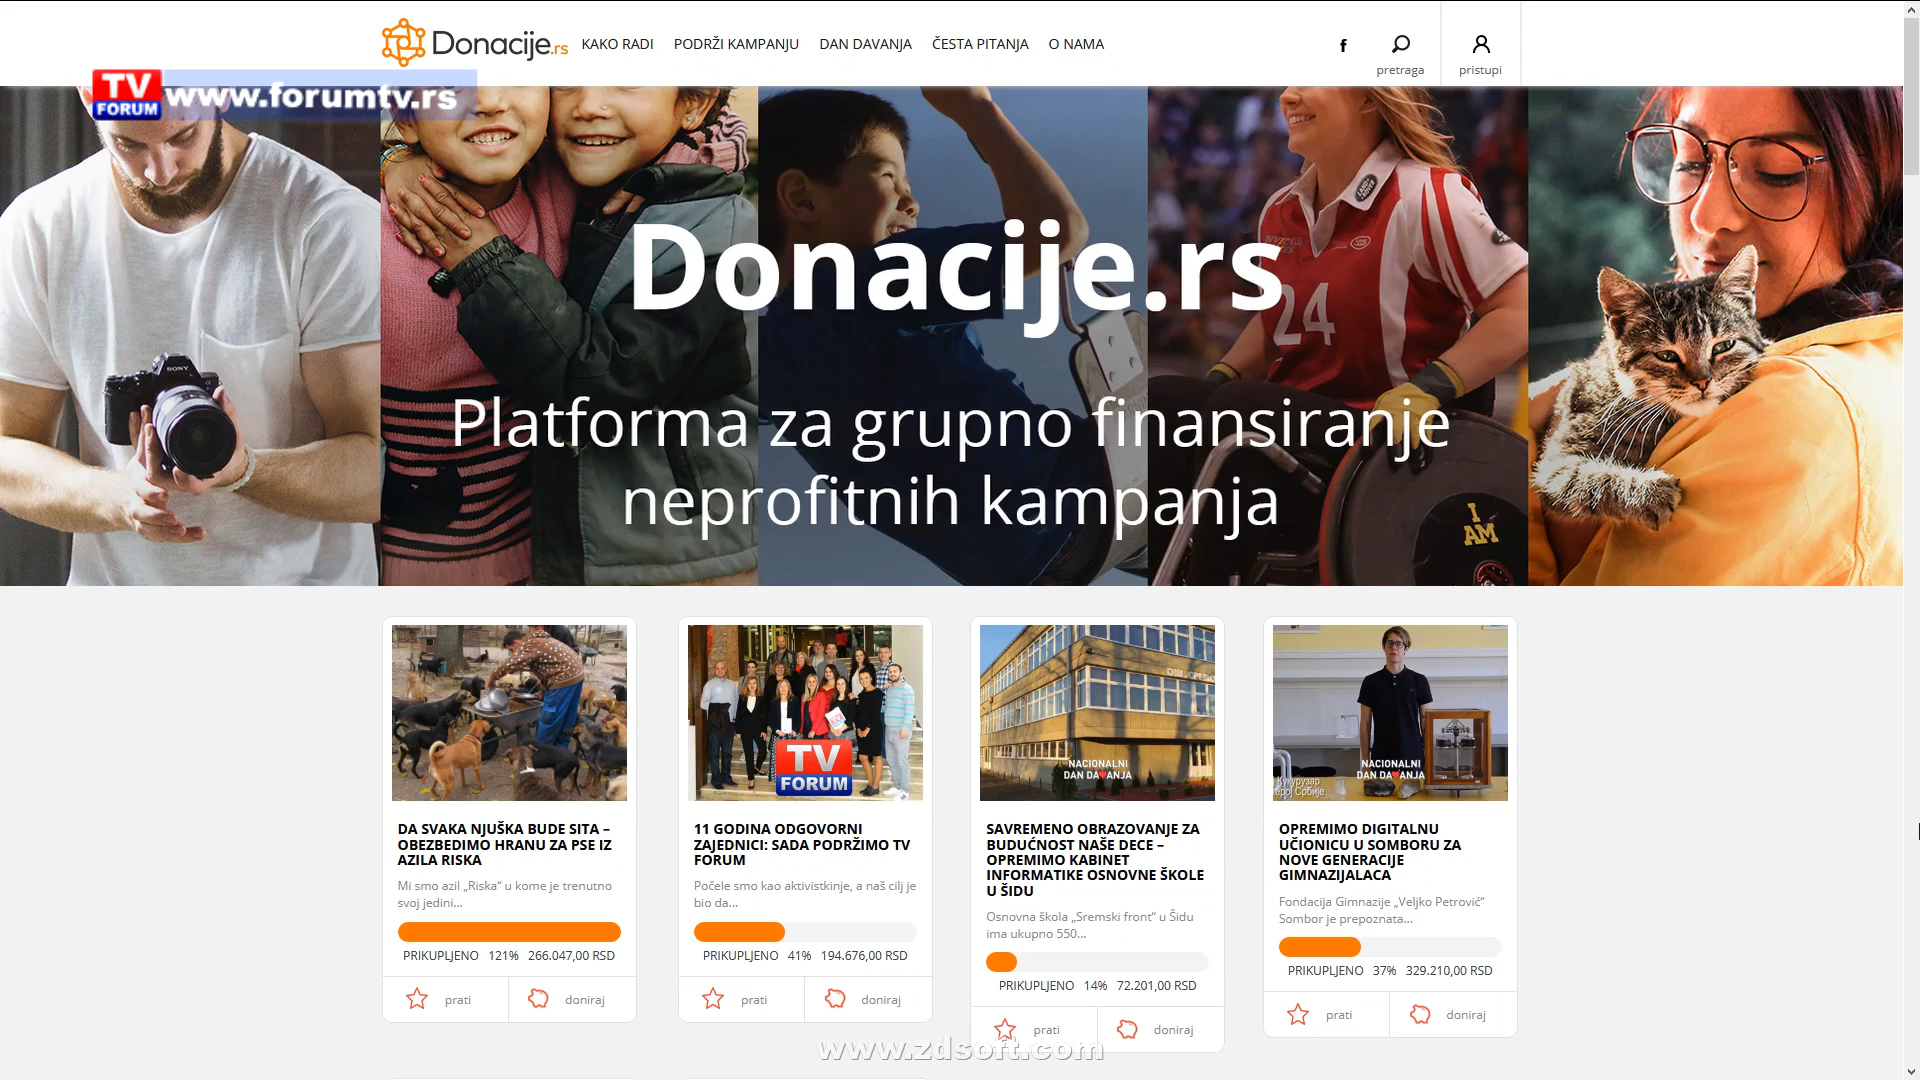 Donacije.rs
KAKO RADI
PODRŽI KAMPANJU
DAN DAVANJA
ČESTA PITANJA
O NAMA
f
pretraga
pristupi
TV
FORUM
www.forumtv.rs
SONY
24
I
AM
Donacije.rs
Platforma za grupno finansiranje
neprofitnih kampanja
TV
FORUM
NACIONALNI
DAN DAVANJA
NACIONALNI
DAN DAVANJA
DA SVAKA NJUŠKA BUDE SITA –
OBEZBEDIMO HRANU ZA PSE IZ
AZILA RISKA
Mi smo azil „Riska“ u kome je trenutno
svoj jedini...
PRIKUPLJENO 121% 266.047,00 RSD
prati
doniraj
11 GODINA ODGOVORNI
ZAJEDNICI: SADA PODRŽIMO TV
FORUM
Počele smo kao aktivistkinje, a naš cilj je
bio da...
PRIKUPLJENO 41% 194.676,00 RSD
prati
doniraj
SAVREMENO OBRAZOVANJE ZA
BUDUĆNOST NAŠE DECE –
OPREMIMO KABINET
INFORMATIKE OSNOVNE ŠKOLE
U ŠIDU
Osnovna škola „Sremski front“ u Šidu
ima ukupno 550...
PRIKUPLJENO 14% 72.201,00 RSD
prati
doniraj
OPREMIMO DIGITALNU
UČIONICU U SOMBORU ZA
NOVE GENERACIJE
GIMNAZIJALACA
Fondacija Gimnazije „Veljko Petrović“
Sombor je prepoznata...
PRIKUPLJENO 37% 329.210,00 RSD
prati
doniraj
www.zdsoft.com